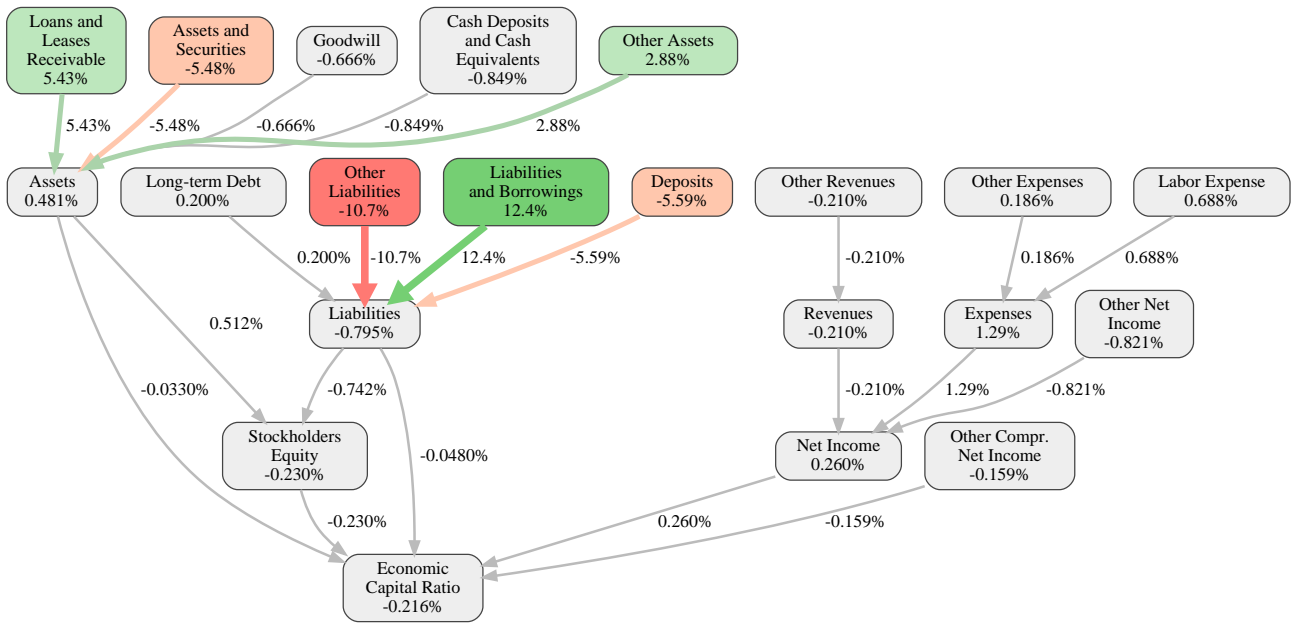 Loans and
Leases
Receivable
5.43%
Assets and
Securities
-5.48%
Goodwill
-0.666%
Cash Deposits
and Cash
Equivalents
-0.849%
Other Assets
2.88%
5.43%
-5.48%
-0.666%
-0.849%
2.88%
Assets
0.481%
Long-term Debt
0.200%
Other
Liabilities
-10.7%
Liabilities
and Borrowings
12.4%
Deposits
-5.59%
Other Revenues
-0.210%
Other Expenses
0.186%
Labor Expense
0.688%
0.200%
-10.7%
12.4%
-5.59%
-0.210%
0.186%
0.688%
Liabilities
-0.795%
Revenues
-0.210%
Expenses
1.29%
Other Net
Income
-0.821%
0.512%
-0.0330%
-0.742%
-0.210%
1.29%
-0.821%
Stockholders
Equity
-0.230%
-0.0480%
Net Income
0.260%
Other Compr.
Net Income
-0.159%
-0.230%
0.260%
-0.159%
Economic
Capital Ratio
-0.216%